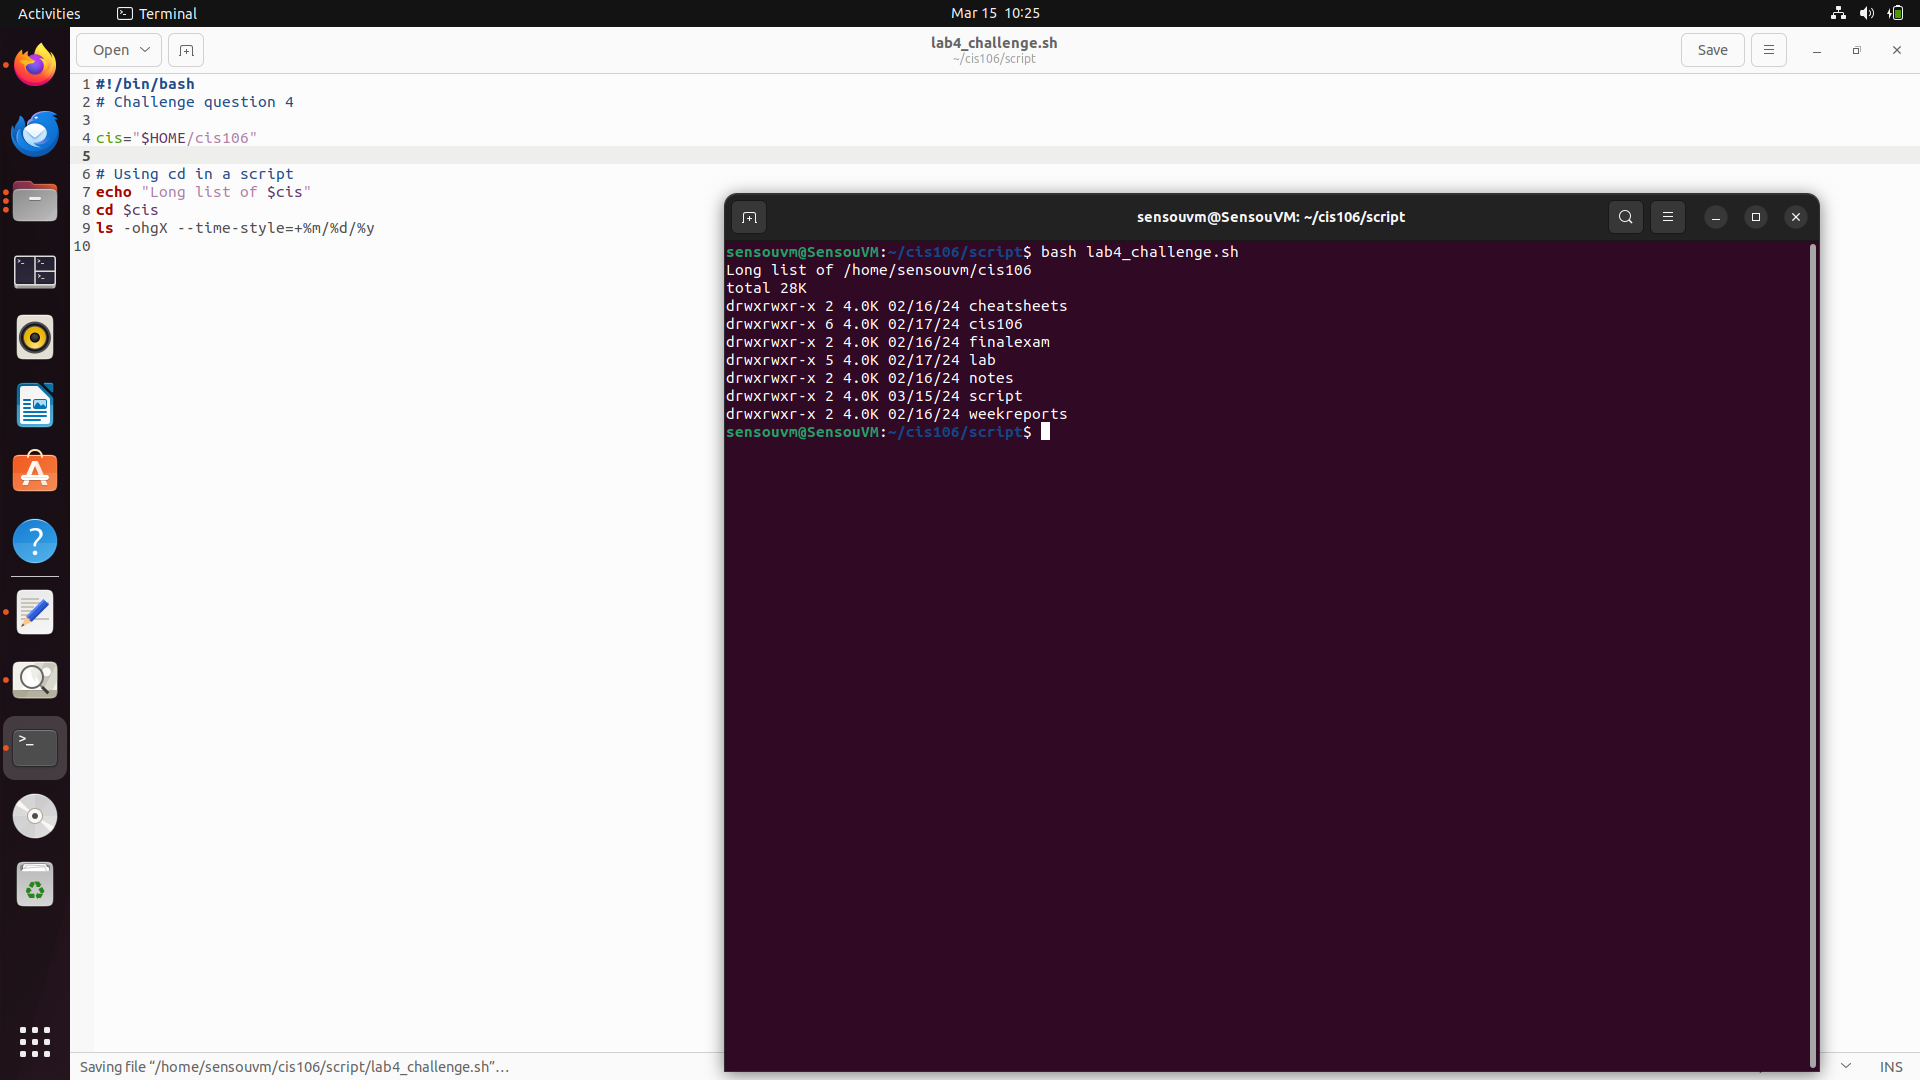 Activities
Terminal
Mar 15 10:25
Open
lab4_challenge.sh
~/cis106/script
Save
1 #!/bin/bash
2 # Challenge question 4
3
4 cis="$HOME/cis106"
5
6 # Using cd in a script
7 echo "Long list of $cis"
8 cd $cis
9 ls -ohgX --time-style=+%m/%d/%y
10
sensouvm@SensouVM: ~/cis106/script
sensouvm@SensouVM:~/cis106/script$ bash lab4_challenge.sh
Long list of /home/sensouvm/cis106
total 28K
drwxrwxr-x 2 4.0K 02/16/24 cheatsheets
drwxrwxr-x 6 4.0K 02/17/24 cis106
drwxrwxr-x 2 4.0K 02/16/24 finalexam
drwxrwxr-x 5 4.0K 02/17/24 lab
drwxrwxr-x 2 4.0K 02/16/24 notes
drwxrwxr-x 2 4.0K 03/15/24 script
drwxrwxr-x 2 4.0K 02/16/24 weekreports
sensouvm@SensouVM:~/cis106/script$
Saving file “/home/sensouvm/cis106/script/lab4_challenge.sh”…
INS